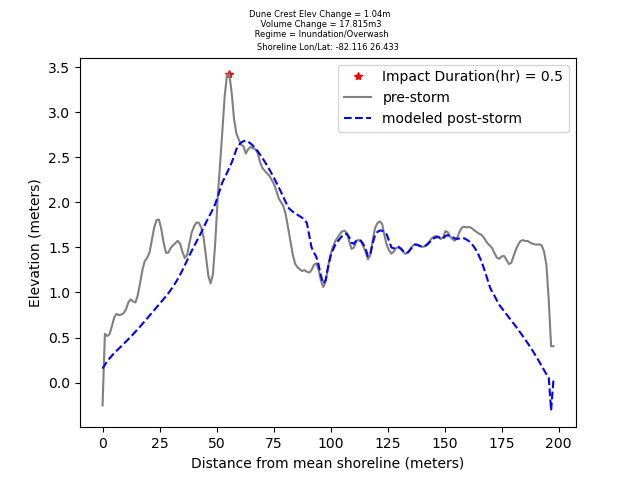 Dune Crest Elev Change = 1.04m
Volume Change = 17.815m3
Regime = Inundation/Overwash
Shoreline Lon/Lat: -82.116 26.433
Impact Duration(hr) = 0.5
pre-storm
modeled post-storm
3.5
3.0
2.5
2.0
1.5
1.0
0.5
0.0
Elevation (meters)
0 25 50 75 100 125 150 175 200
Distance from mean shoreline (meters)